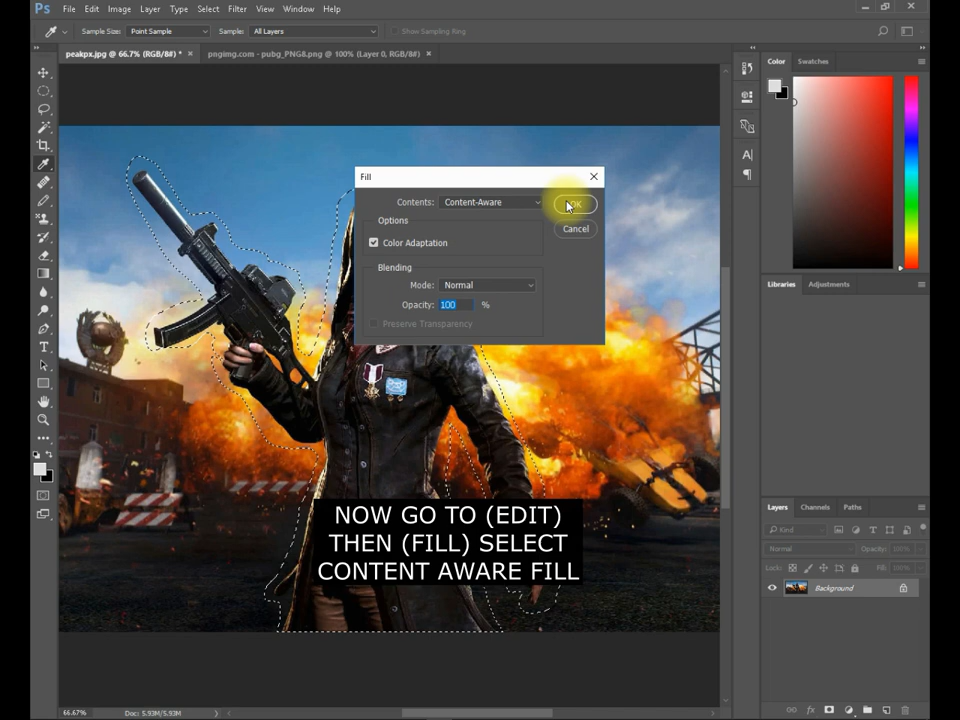 Ps File Edit Image Layer Type Select Filter View Window Help
Sample Size: Point Sample Sample: All Layers Show Sampling Ring
peakpx.jpg @ 66.7% (RGB/8#) * × pngimg.com - pubg_PNG8.png @ 100% (Layer 0, RGB/8#) ×
Color Swatches
Fill
Contents: Content-Aware OK
Options
Cancel
Color Adaptation
Blending
Mode: Normal
Opacity: 100 %
Preserve Transparency
Libraries Adjustments
NOW GO TO (EDIT)
THEN (FILL) SELECT
CONTENT AWARE FILL
Layers Channels Paths
Kind
Normal Opacity: 100%
Lock: Fill: 100%
Background
66.67% Doc: 5.93M/5.93M